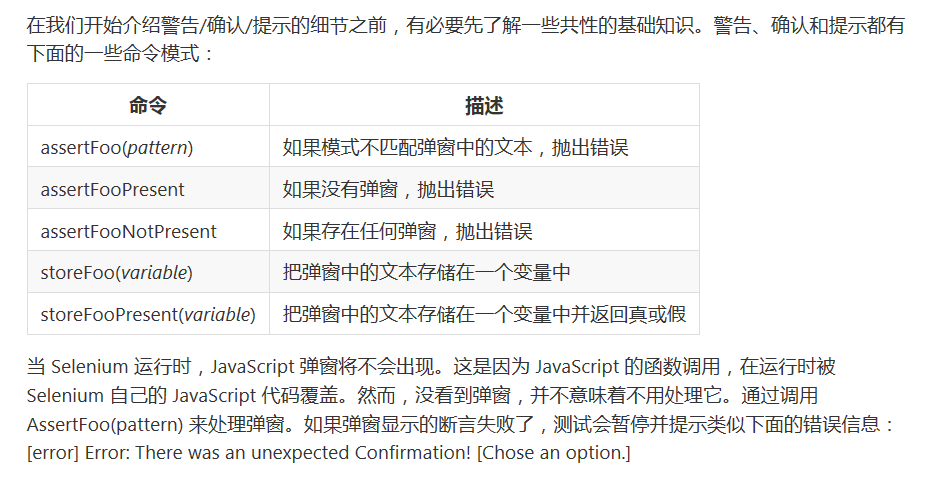 在我们开始介绍警告/确认/提示的细节之前，有必要先了解一些共性的基础知识。警告、确认和提示都有
下面的一些命令模式：
命令 描述
assertFoo(pattern) 如果模式不匹配弹窗中的文本，抛出错误
assertFooPresent 如果没有弹窗，抛出错误
assertFooNotPresent 如果存在任何弹窗，抛出错误
storeFoo(variable) 把弹窗中的文本存储在一个变量中
storeFooPresent(variable) 把弹窗中的文本存储在一个变量中并返回真或假
当 Selenium 运行时，JavaScript 弹窗将不会出现。这是因为 JavaScript 的函数调用，在运行时被
Selenium 自己的 JavaScript 代码覆盖。然而，没看到弹窗，并不意味着不用处理它。通过调用
AssertFoo(pattern) 来处理弹窗。如果弹窗显示的断言失败了，测试会暂停并提示类似下面的错误信息：
[error] Error: There was an unexpected Confirmation! [Chose an option.]